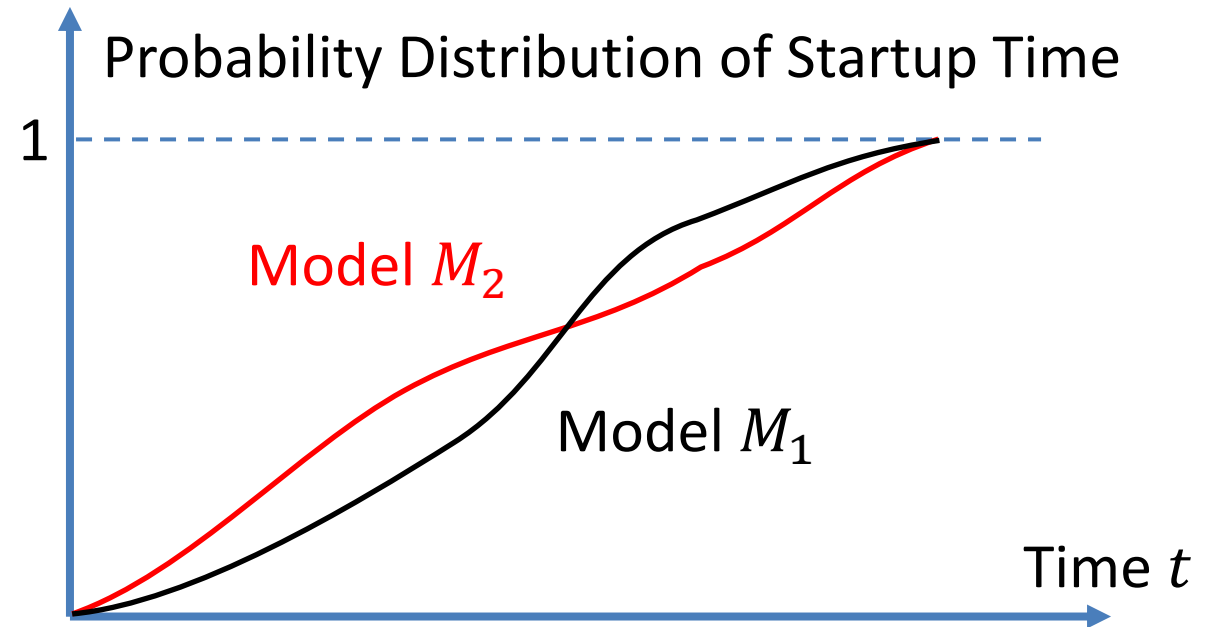 Probability Distribution of Startup Time
1
Model M₂
Model M₁
Time t